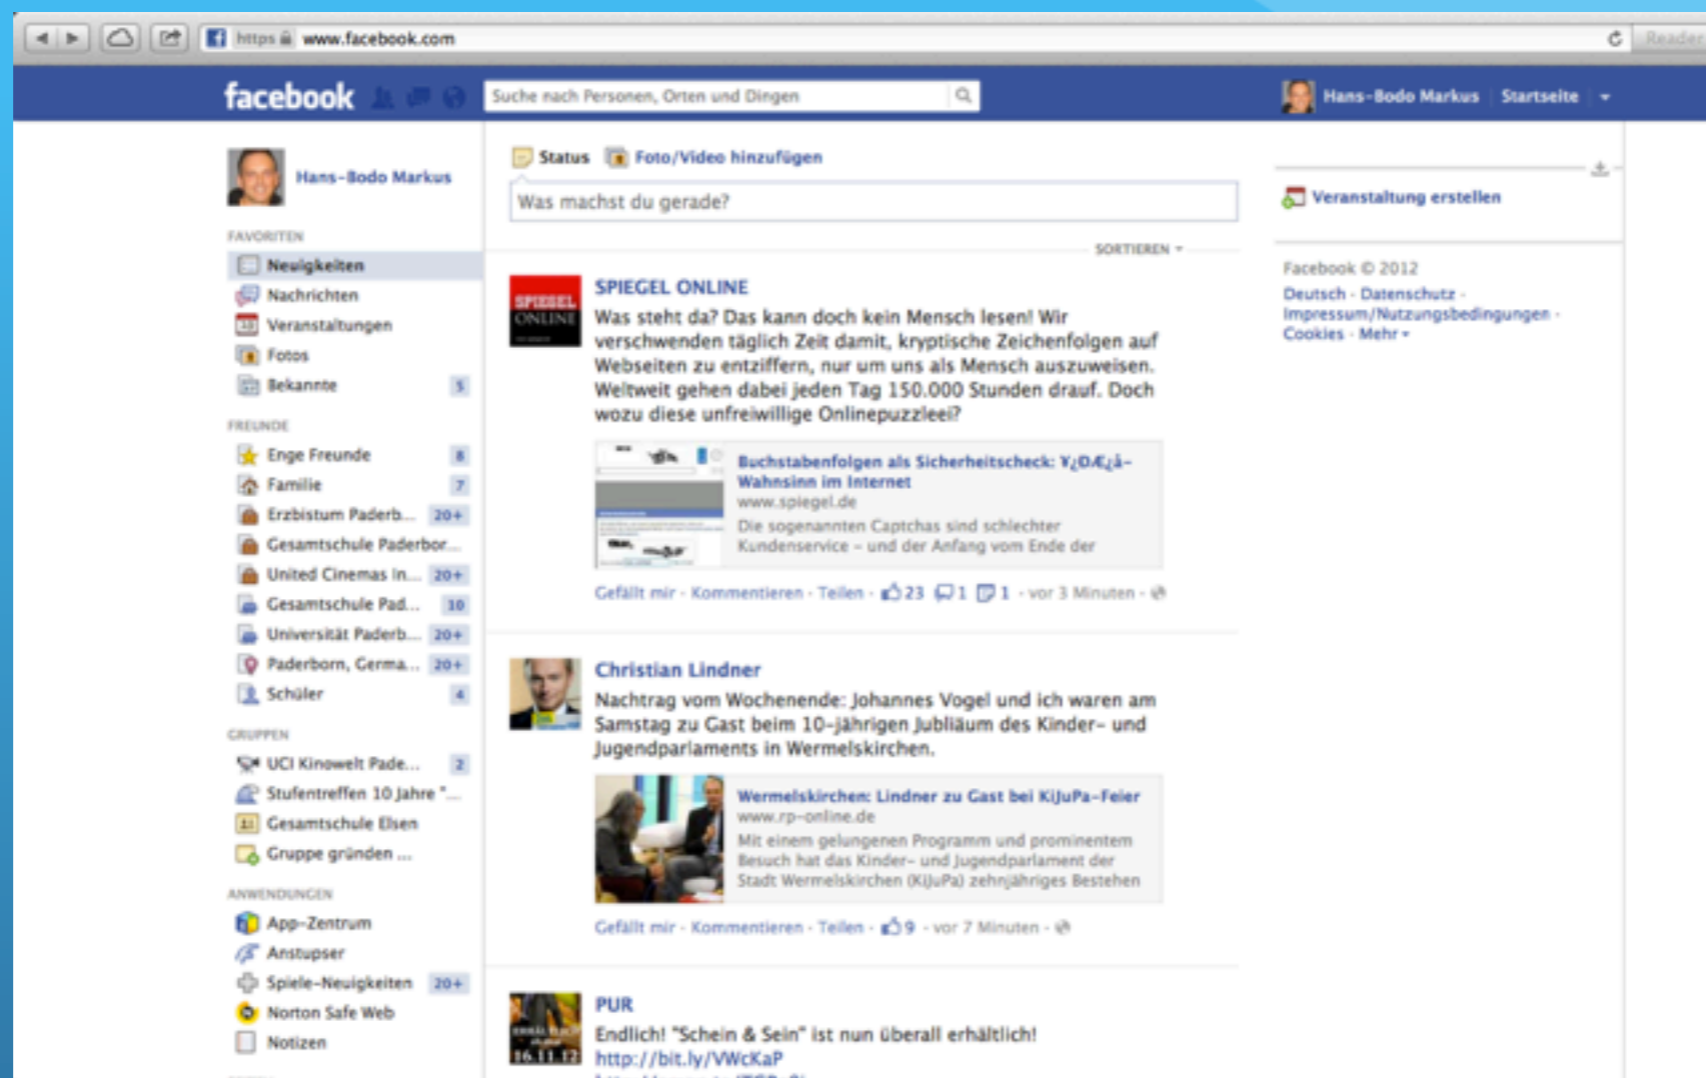 https www.facebook.com
Reader
facebook
Suche nach Personen, Orten und Dingen
Hans-Bodo Markus Startseite
Hans-Bodo Markus
FAVORITEN
Neuigkeiten
Nachrichten
Veranstaltungen
Fotos
Bekannte 5
FREUNDE
Enge Freunde 8
Familie 7
Erzbistum Paderb... 20+
Gesamtschule Paderbor...
United Cinemas In... 20+
Gesamtschule Pad... 10
Universität Paderb... 20+
Paderborn, Germa... 20+
Schüler 4
GRUPPEN
UCI Kinowelt Pade... 2
Stufentreffen 10 Jahre "...
Gesamtschule Elsen
Gruppe gründen ...
ANWENDUNGEN
App-Zentrum
Anstupser
Spiele-Neuigkeiten 20+
Norton Safe Web
Notizen
Status Foto/Video hinzufügen
Was machst du gerade?
SORTIEREN
SPIEGEL
ONLINE
SPIEGEL ONLINE
Was steht da? Das kann doch kein Mensch lesen! Wir
verschwenden täglich Zeit damit, kryptische Zeichenfolgen auf
Webseiten zu entziffern, nur um uns als Mensch auszuweisen.
Weltweit gehen dabei jeden Tag 150.000 Stunden drauf. Doch
wozu diese unfreiwillige Onlinepuzzleei?
Buchstabenfolgen als Sicherheitscheck: ¥¿ÐÆ¿å-
Wahnsinn im Internet
www.spiegel.de
Die sogenannten Captchas sind schlechter
Kundenservice - und der Anfang vom Ende der
Gefällt mir · Kommentieren · Teilen · 23 1 1 · vor 3 Minuten ·
Christian Lindner
Nachtrag vom Wochenende: Johannes Vogel und ich waren am
Samstag zu Gast beim 10-jährigen Jubliäum des Kinder- und
Jugendparlaments in Wermelskirchen.
Wermelskirchen: Lindner zu Gast bei KiJuPa-Feier
www.rp-online.de
Mit einem gelungenen Programm und prominentem
Besuch hat das Kinder- und Jugendparlament der
Stadt Wermelskirchen (KiJuPa) zehnjähriges Bestehen
Gefällt mir · Kommentieren · Teilen · 9 · vor 7 Minuten ·
16.11.12
PUR
Endlich! "Schein & Sein" ist nun überall erhältlich!
http://bit.ly/VWcKaP
Veranstaltung erstellen
Facebook © 2012
Deutsch · Datenschutz ·
Impressum/Nutzungsbedingungen ·
Cookies · Mehr